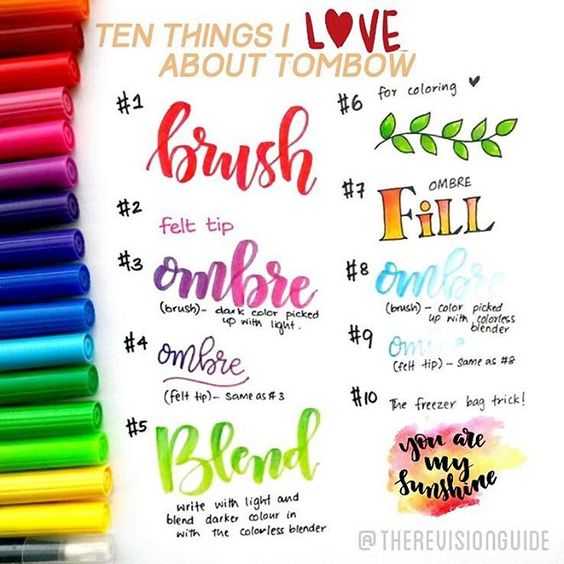 TEN THINGS I LOVE
ABOUT TOMBOW
#1
brush
#2
felt tip
#3
ombre
(brush) - dark color picked
up with light.
#4
ombre
(felt tip) - same as #3
#5
Blend
write with light and
blend darker colour in
with the colorless blender
#6
for coloring
#7
OMBRE
FiLL
#8
ombre
(brush) - color picked
up with colorless
blender
#9
ombre
(felt tip) - same as #8
#10
The freezer bag trick!
you are
my
sunshine
@THEREVISIONGUIDE